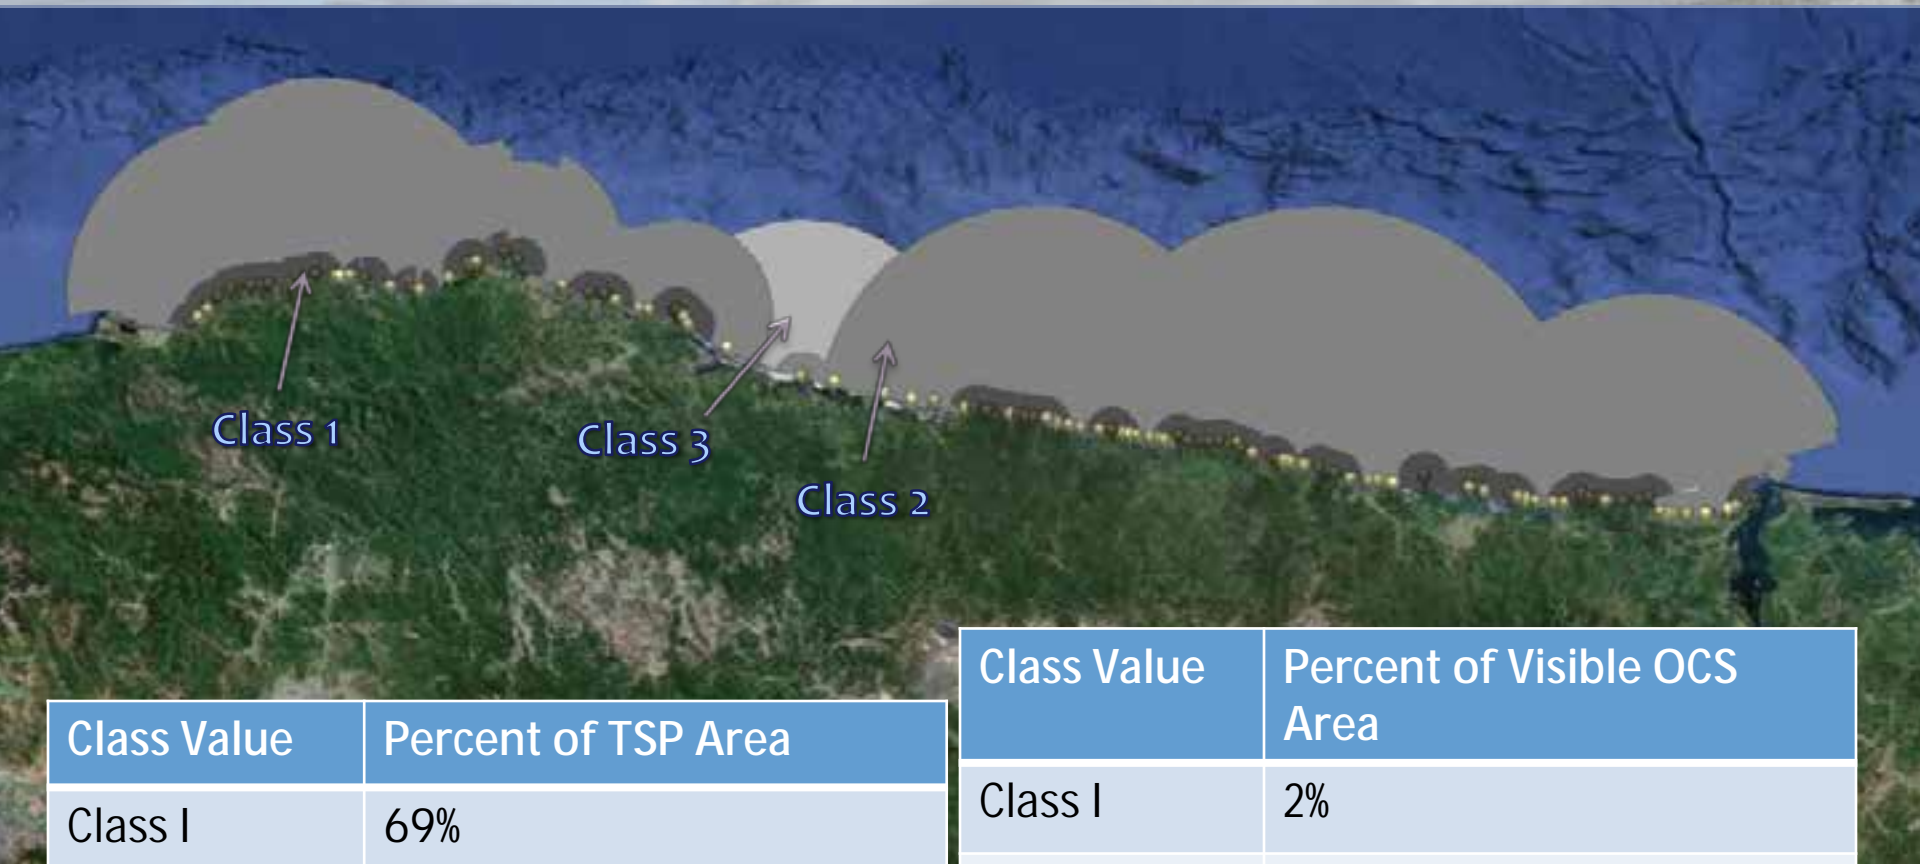 Class 1
Class 3
Class 2
Class Value
Percent of TSP Area
Class I
69%
Class Value
Percent of Visible OCS
Area
Class I
2%